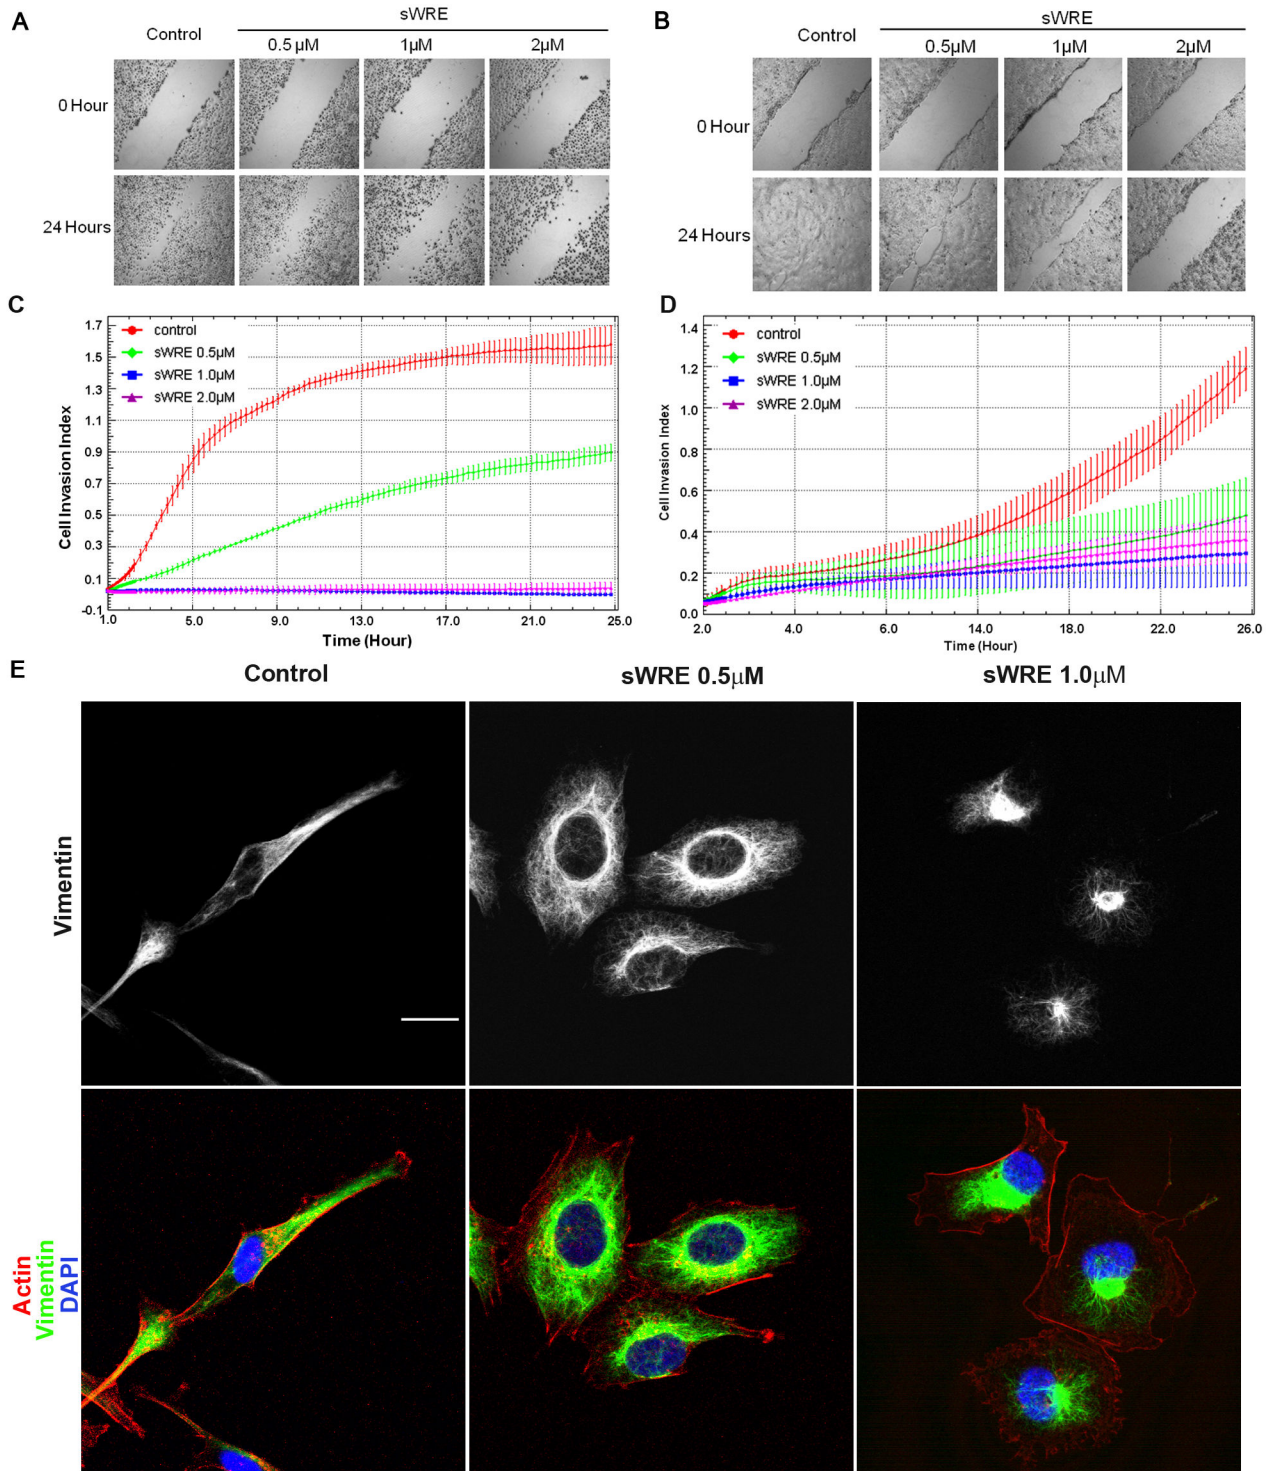 A
Control
sWRE
0.5 µM
1µM
2µM
0 Hour
24 Hours
B
Control
sWRE
0.5µM
1µM
2µM
0 Hour
24 Hours
C
1.7
1.5
1.3
1.1
0.9
0.7
0.5
0.3
0.1
-0.1
Cell Invasion Index
control
sWRE 0.5µM
sWRE 1.0µM
sWRE 2.0µM
1.0 5.0 9.0 13.0 17.0 21.0 25.0
Time (Hour)
D
1.4
1.2
1.0
0.8
0.6
0.4
0.2
0.0
Cell Invasion Index
control
sWRE 0.5µM
sWRE 1.0µM
sWRE 2.0µM
2.0 4.0 6.0 14.0 18.0 22.0 26.0
Time (Hour)
E
Control
sWRE 0.5µM
sWRE 1.0µM
Vimentin
Actin
Vimentin
DAPI